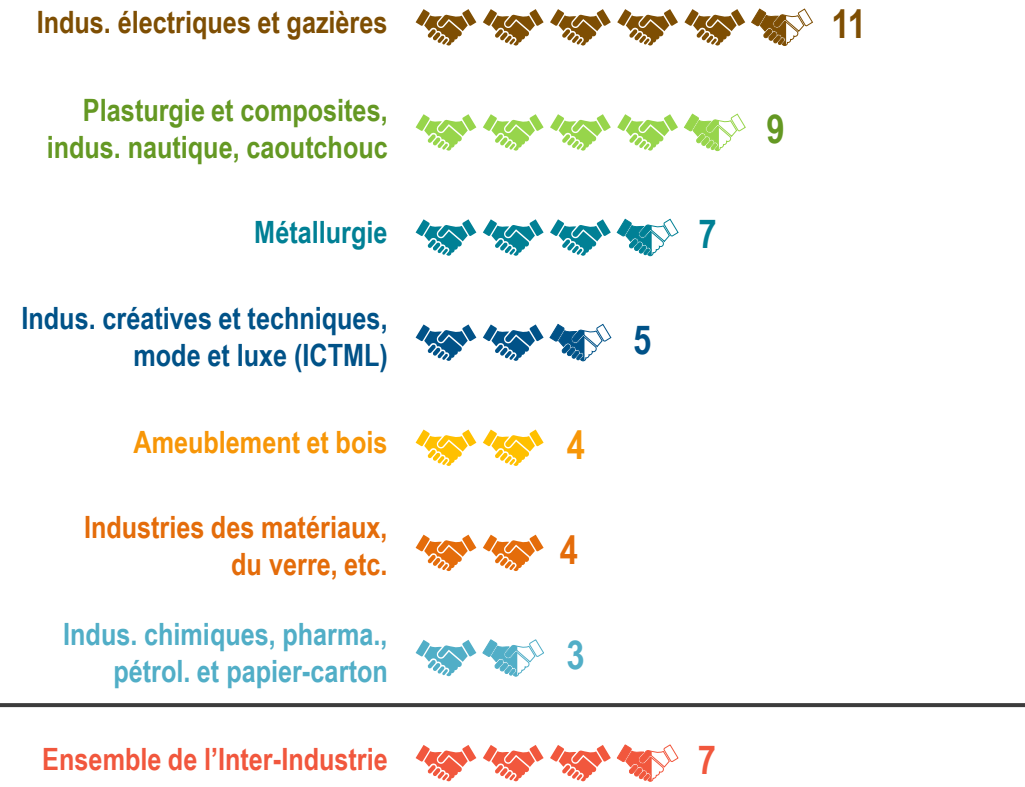 Indus. électriques et gazières 11
Plasturgie et composites,
indus. nautique, caoutchouc 9
Métallurgie 7
Indus. créatives et techniques,
mode et luxe (ICTML) 5
Ameublement et bois 4
Industries des matériaux,
du verre, etc. 4
Indus. chimiques, pharma.,
pétrol. et papier-carton 3
Ensemble de l’Inter-Industrie 7